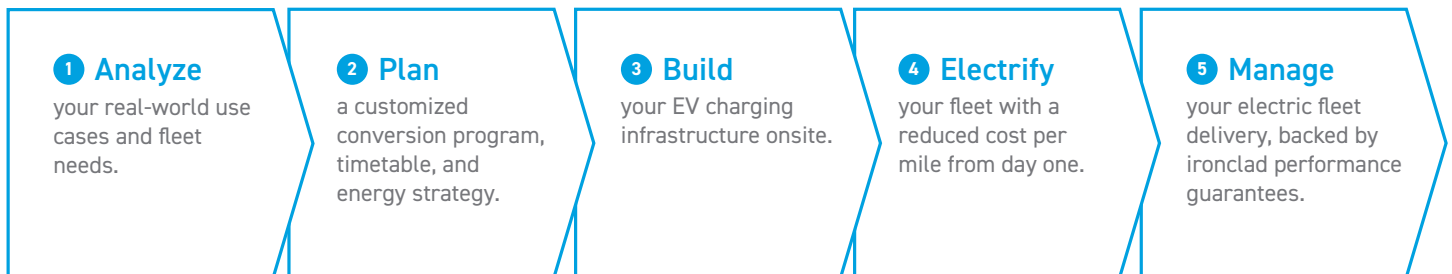 1 Analyze
your real-world use
cases and fleet
needs.
2 Plan
a customized
conversion program,
timetable, and
energy strategy.
3 Build
your EV charging
infrastructure onsite.
4 Electrify
your fleet with a
reduced cost per
mile from day one.
5 Manage
your electric fleet
delivery, backed by
ironclad performance
guarantees.